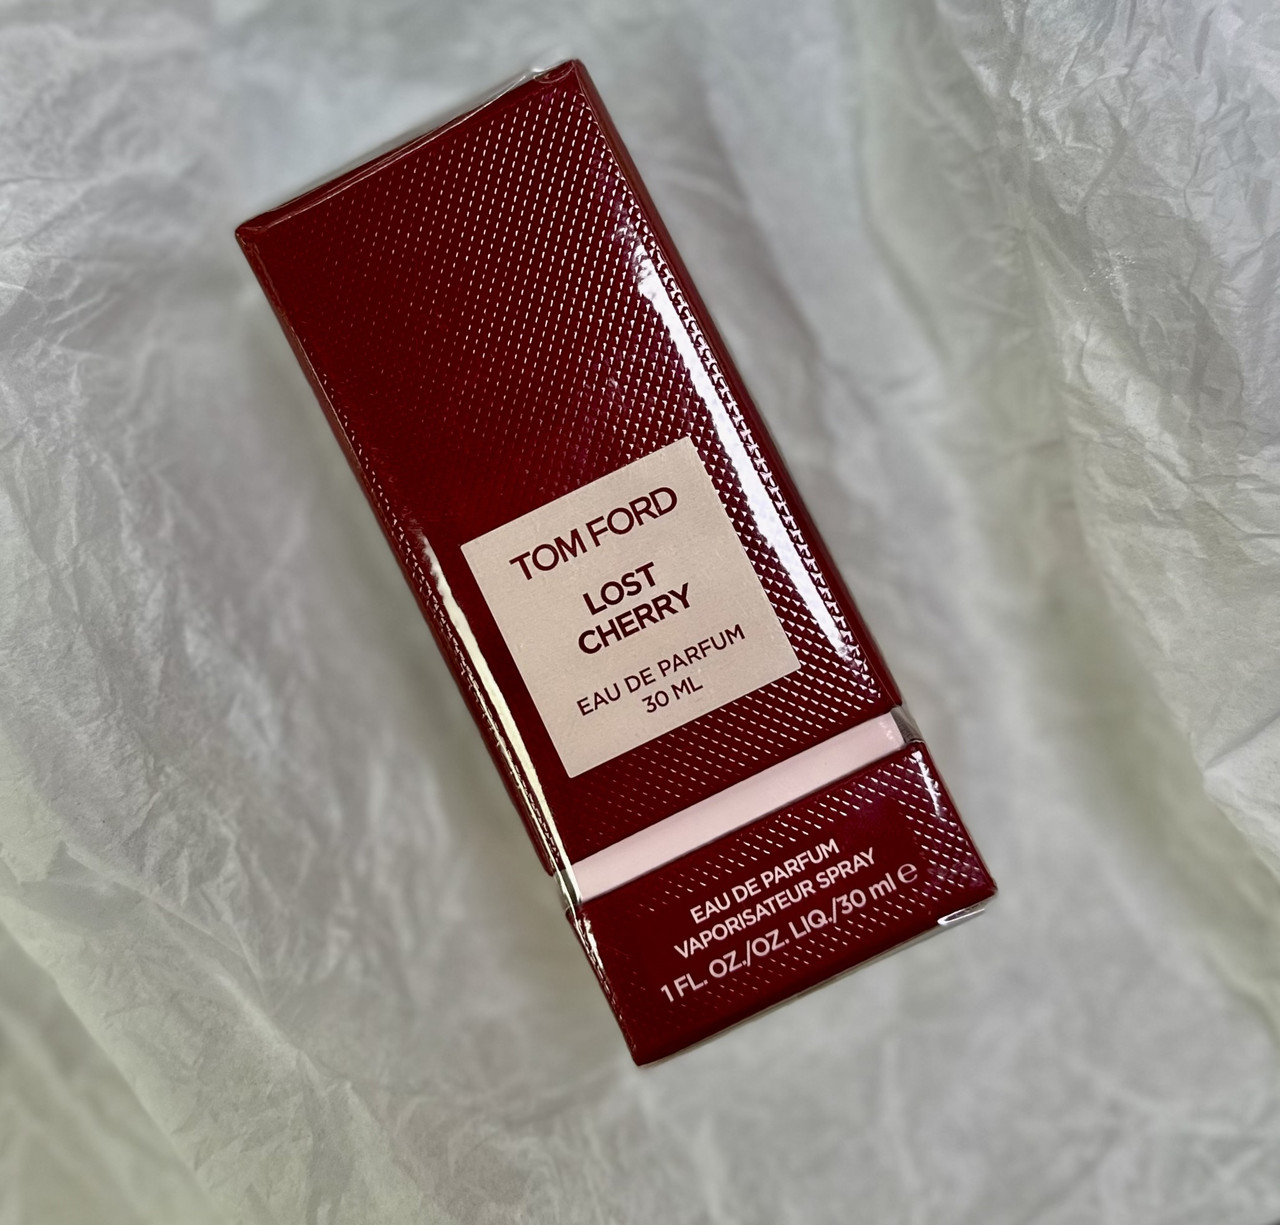 TOM FORD
LOST
CHERRY
EAU DE PARFUM
30 ML
EAU DE PARFUM
VAPORISATEUR SPRAY
1 FL. OZ./OZ. LIQ./30 ml ℮